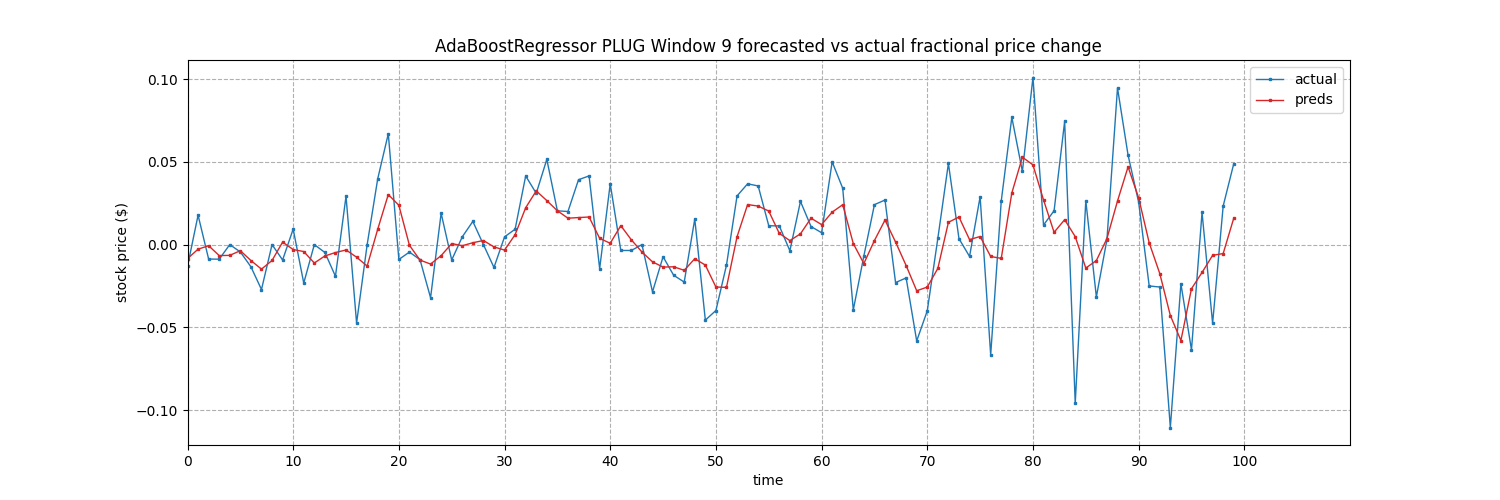 AdaBoostRegressor PLUG Window 9 forecasted vs actual fractional price change
actual
preds
stock price ($)
0.10
0.05
0.00
−0.05
−0.10
0 10 20 30 40 50 60 70 80 90 100
time